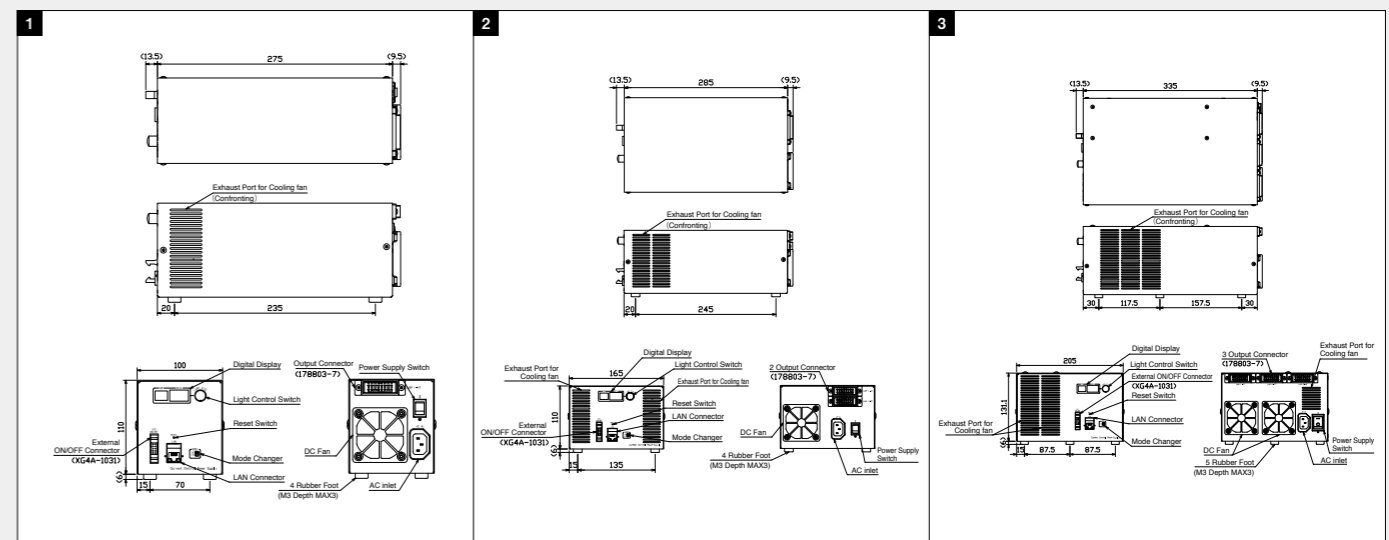 1
(13.5)
275
(9.5)
Exhaust Port for Cooling fan
(Confronting)
20
235
100
Digital Display
Light Control Switch
110
Reset Switch
External
ON/OFF Connector
(XG4A-1031)
Mode Changer
LAN Connector
(6)
15
70
Output Connector
(178803-7)
Power Supply Switch
DC Fan
4 Rubber Foot
(M3 Depth MAX3)
AC inlet
2
(13.5)
285
(9.5)
Exhaust Port for Cooling fan
(Confronting)
20
245
Digital Display
Exhaust Port for
Cooling fan
165
Light Control Switch
Exhaust Port for Cooling fan
110
Reset Switch
LAN Connector
External
ON/OFF Connector
(XG4A-1031)
Mode Changer
(6)
15
135
2 Output Connector
(178803-7)
DC Fan
4 Rubber Foot
(M3 Depth MAX3)
Power Supply
Switch
AC inlet
3
(13.5)
335
(9.5)
Exhaust Port for Cooling fan
(Confronting)
30
117.5
157.5
30
205
Digital Display
Light Control Switch
External ON/OFF Connector
(XG4A-1031)
Reset Switch
131.1
LAN Connector
Exhaust Port for
Cooling fan
Mode Changer
(6)
15
87.5
87.5
3 Output Connector
(178803-7)
Exhaust Port for
Cooling fan
DC Fan
5 Rubber Foot
(M3 Depth MAX3)
Power Supply
Switch
AC inlet